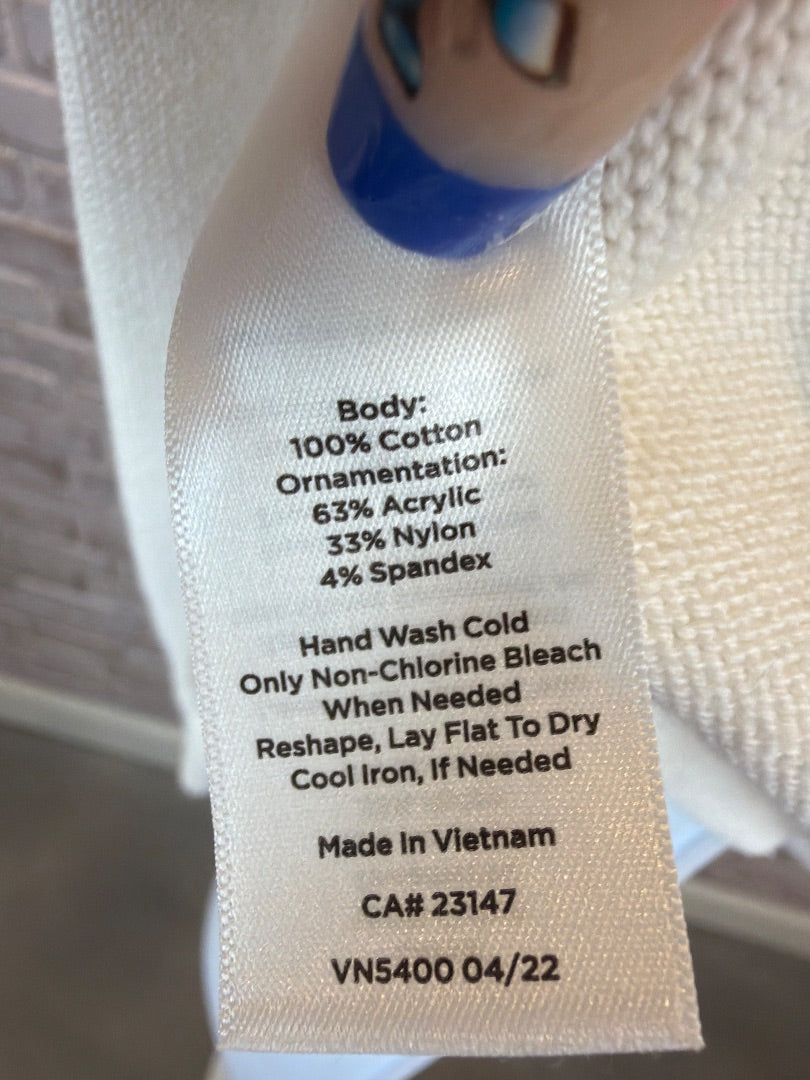 Body:
100% Cotton
Ornamentation:
63% Acrylic
33% Nylon
4% Spandex
Hand Wash Cold
Only Non-Chlorine Bleach
When Needed
Reshape, Lay Flat To Dry
Cool Iron, If Needed
Made In Vietnam
CA# 23147
VN5400 04/22